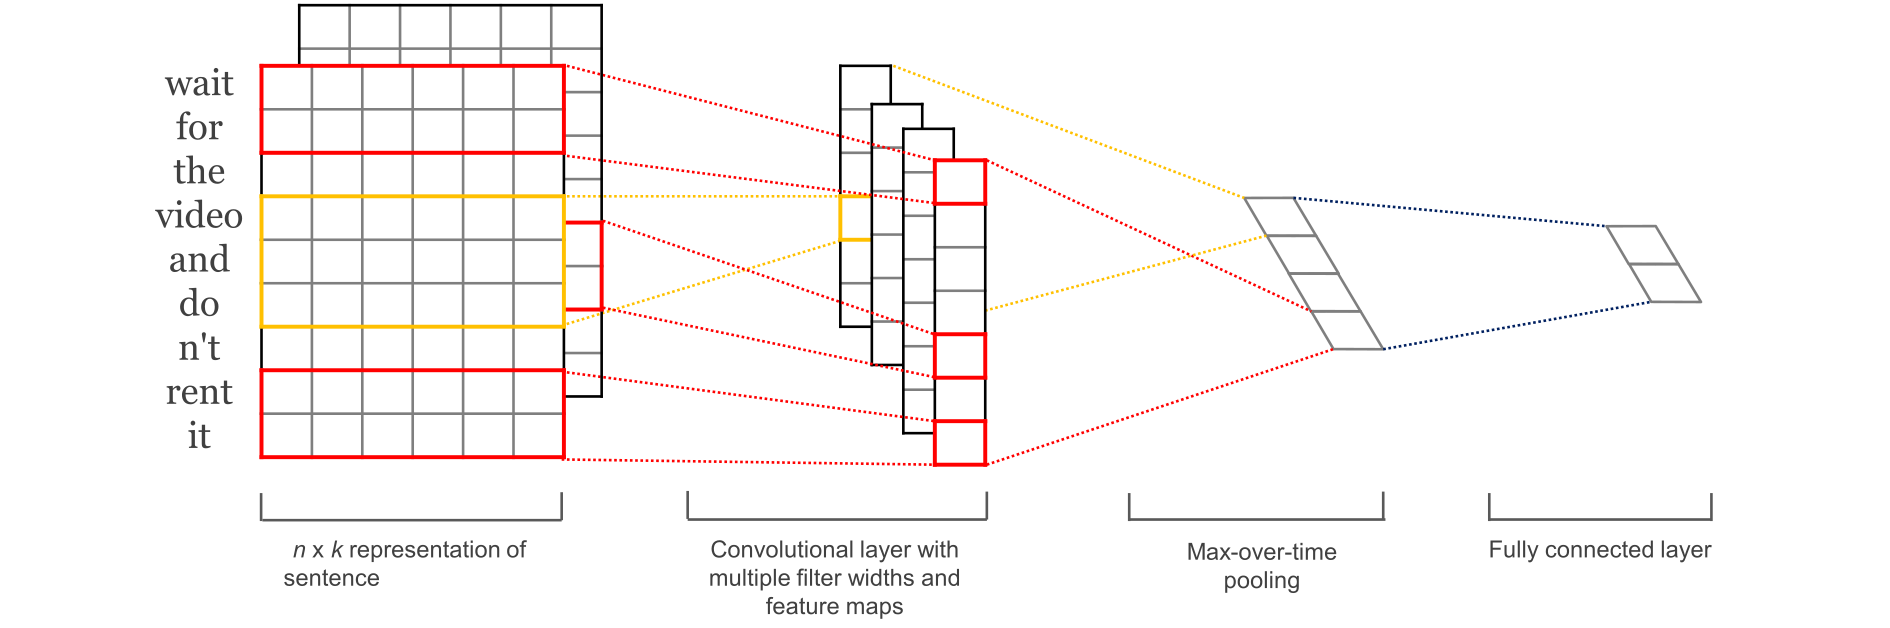 wait
for
the
video
and
do
n't
rent
it
n x k representation of
sentence
Convolutional layer with
multiple filter widths and
feature maps
Max-over-time
pooling
Fully connected layer